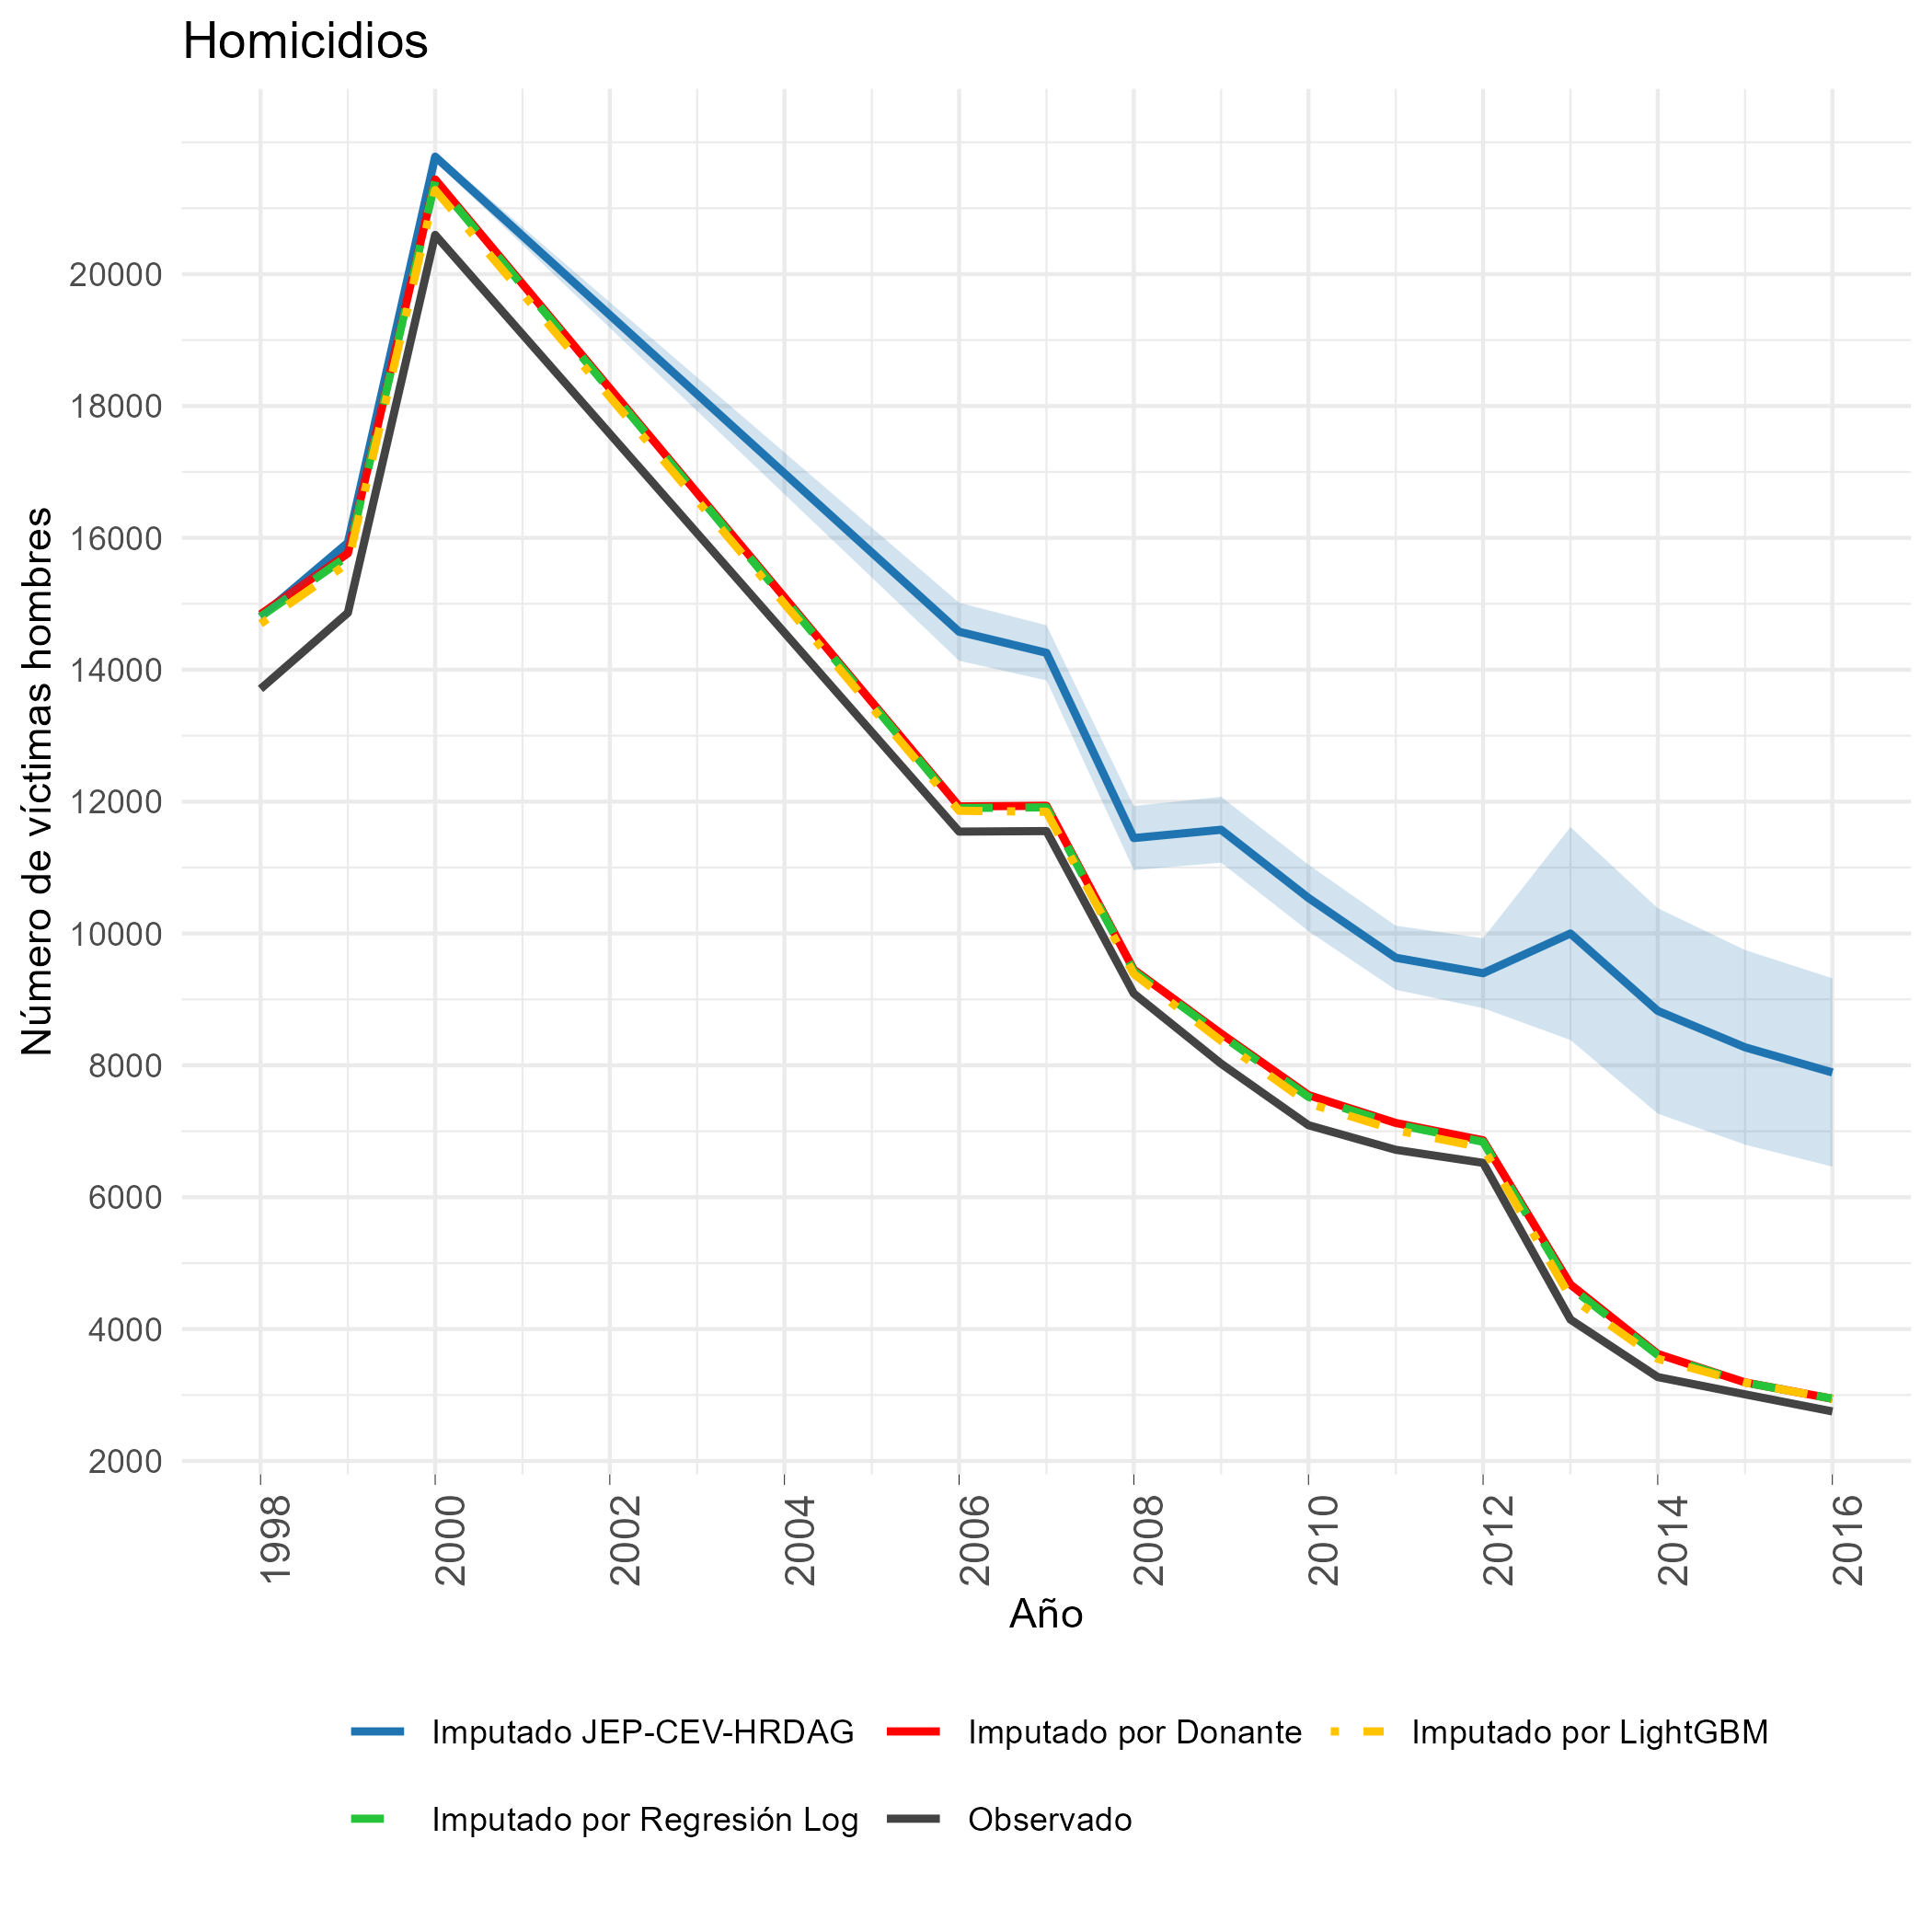 Homicidios
Número de víctimas hombres
20000
18000
16000
14000
12000
10000
8000
6000
4000
2000
1998
2000
2002
2004
2006
2008
2010
2012
2014
2016
Año
Imputado JEP-CEV-HRDAG
Imputado por Donante
Imputado por LightGBM
Imputado por Regresión Log
Observado